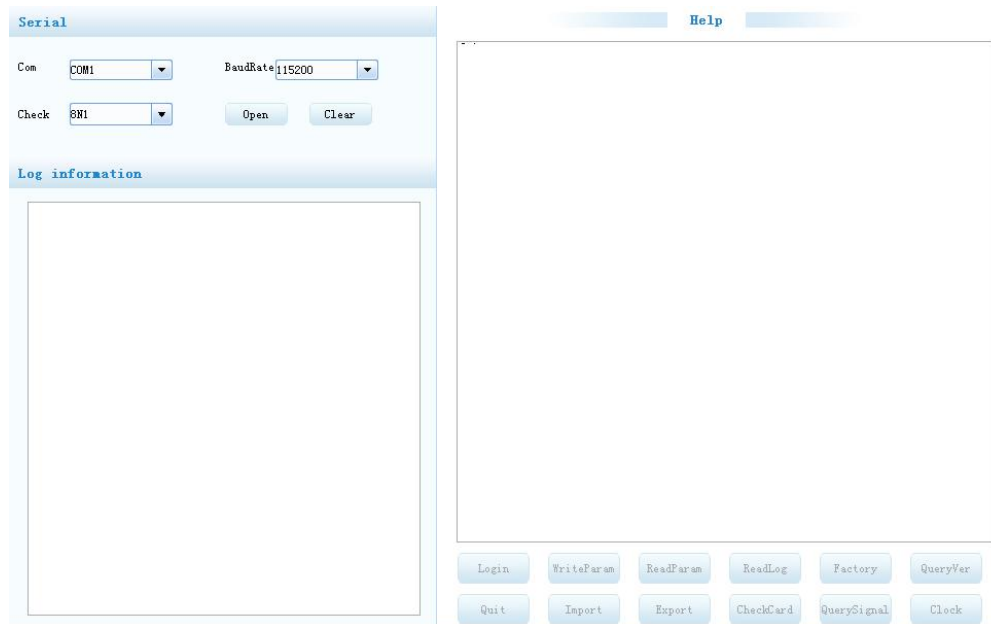 Serial
Com COM1 BaudRate 115200
Check 8N1 Open Clear
Log information
Help
Login WriteParam ReadParam ReadLog Factory QueryVer
Quit Import Export CheckCard QuerySignal Clock